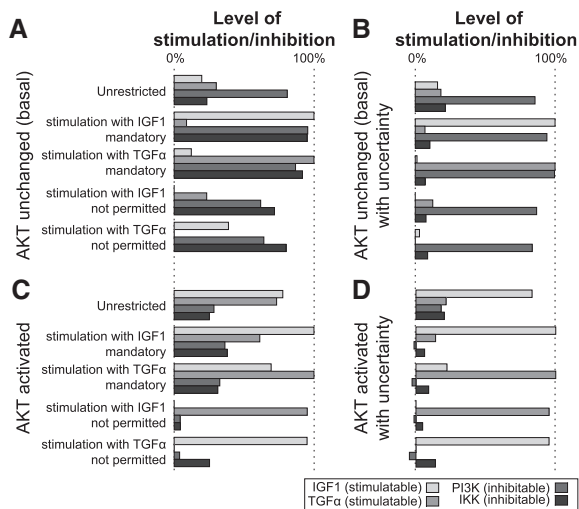 A
Level of
stimulation/inhibition
0%
100%
AKT unchanged (basal)
Unrestricted
stimulation with IGF1
mandatory
stimulation with TGFα
mandatory
stimulation with IGF1
not permitted
stimulation with TGFα
not permitted
B
Level of
stimulation/inhibition
0%
100%
AKT unchanged (basal)
with uncertainty
C
AKT activated
Unrestricted
stimulation with IGF1
mandatory
stimulation with TGFα
mandatory
stimulation with IGF1
not permitted
stimulation with TGFα
not permitted
D
AKT activated
with uncertainty
IGF1 (stimulatable)
PI3K (inhibitable)
TGFα (stimulatable)
IKK (inhibitable)